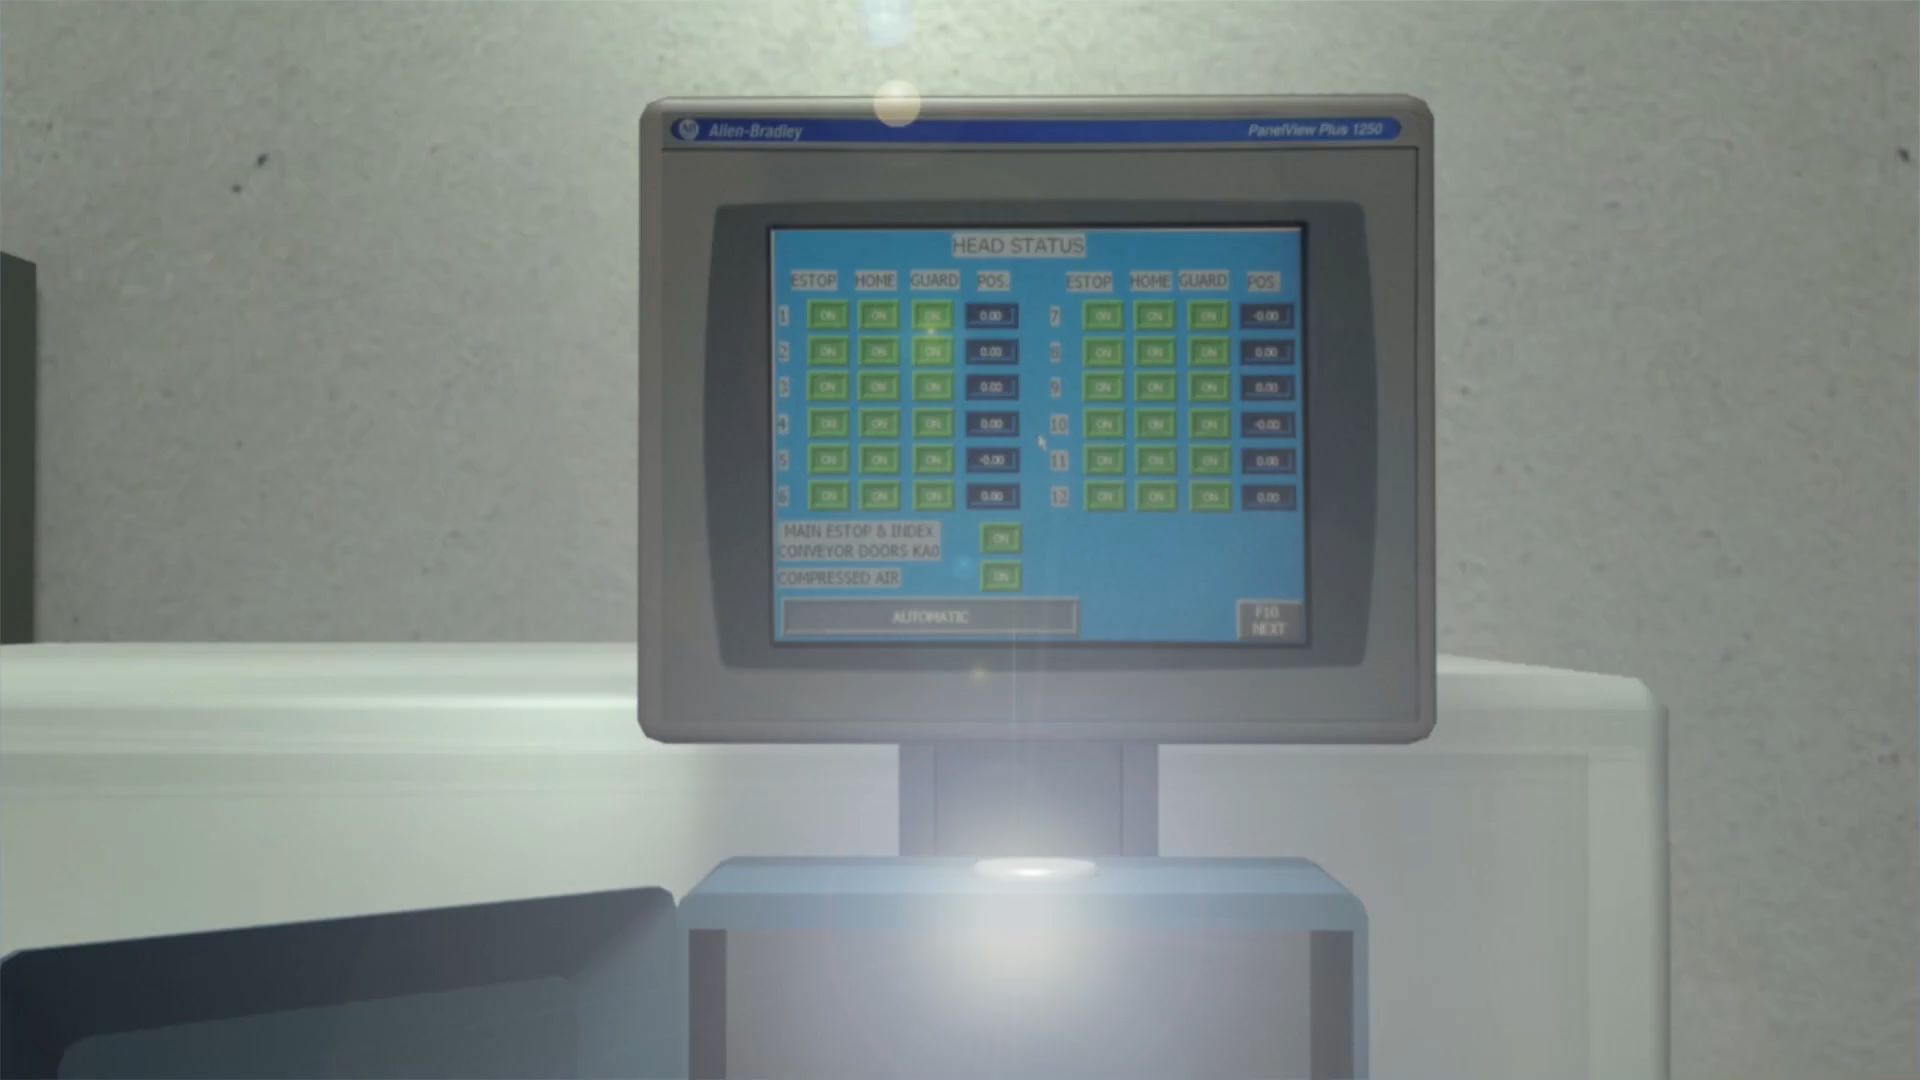 Allen-Bradley PanelView Plus 1250
HEAD STATUS
ESTOP HOME GUARD POS. ESTOP HOME GUARD POS.
1 ON ON ON 0.00 7 ON ON ON -0.00
2 ON ON ON 0.00 8 ON ON ON 0.00
3 ON ON ON 0.00 9 ON ON ON 0.00
4 ON ON ON 0.00 10 ON ON ON -0.00
5 ON ON ON -0.00 11 ON ON ON 0.00
6 ON ON ON 0.00 12 ON ON ON 0.00
MAIN ESTOP & INDEX
CONVEYOR DOORS KA0 ON
COMPRESSED AIR ON
AUTOMATIC
F10
NEXT